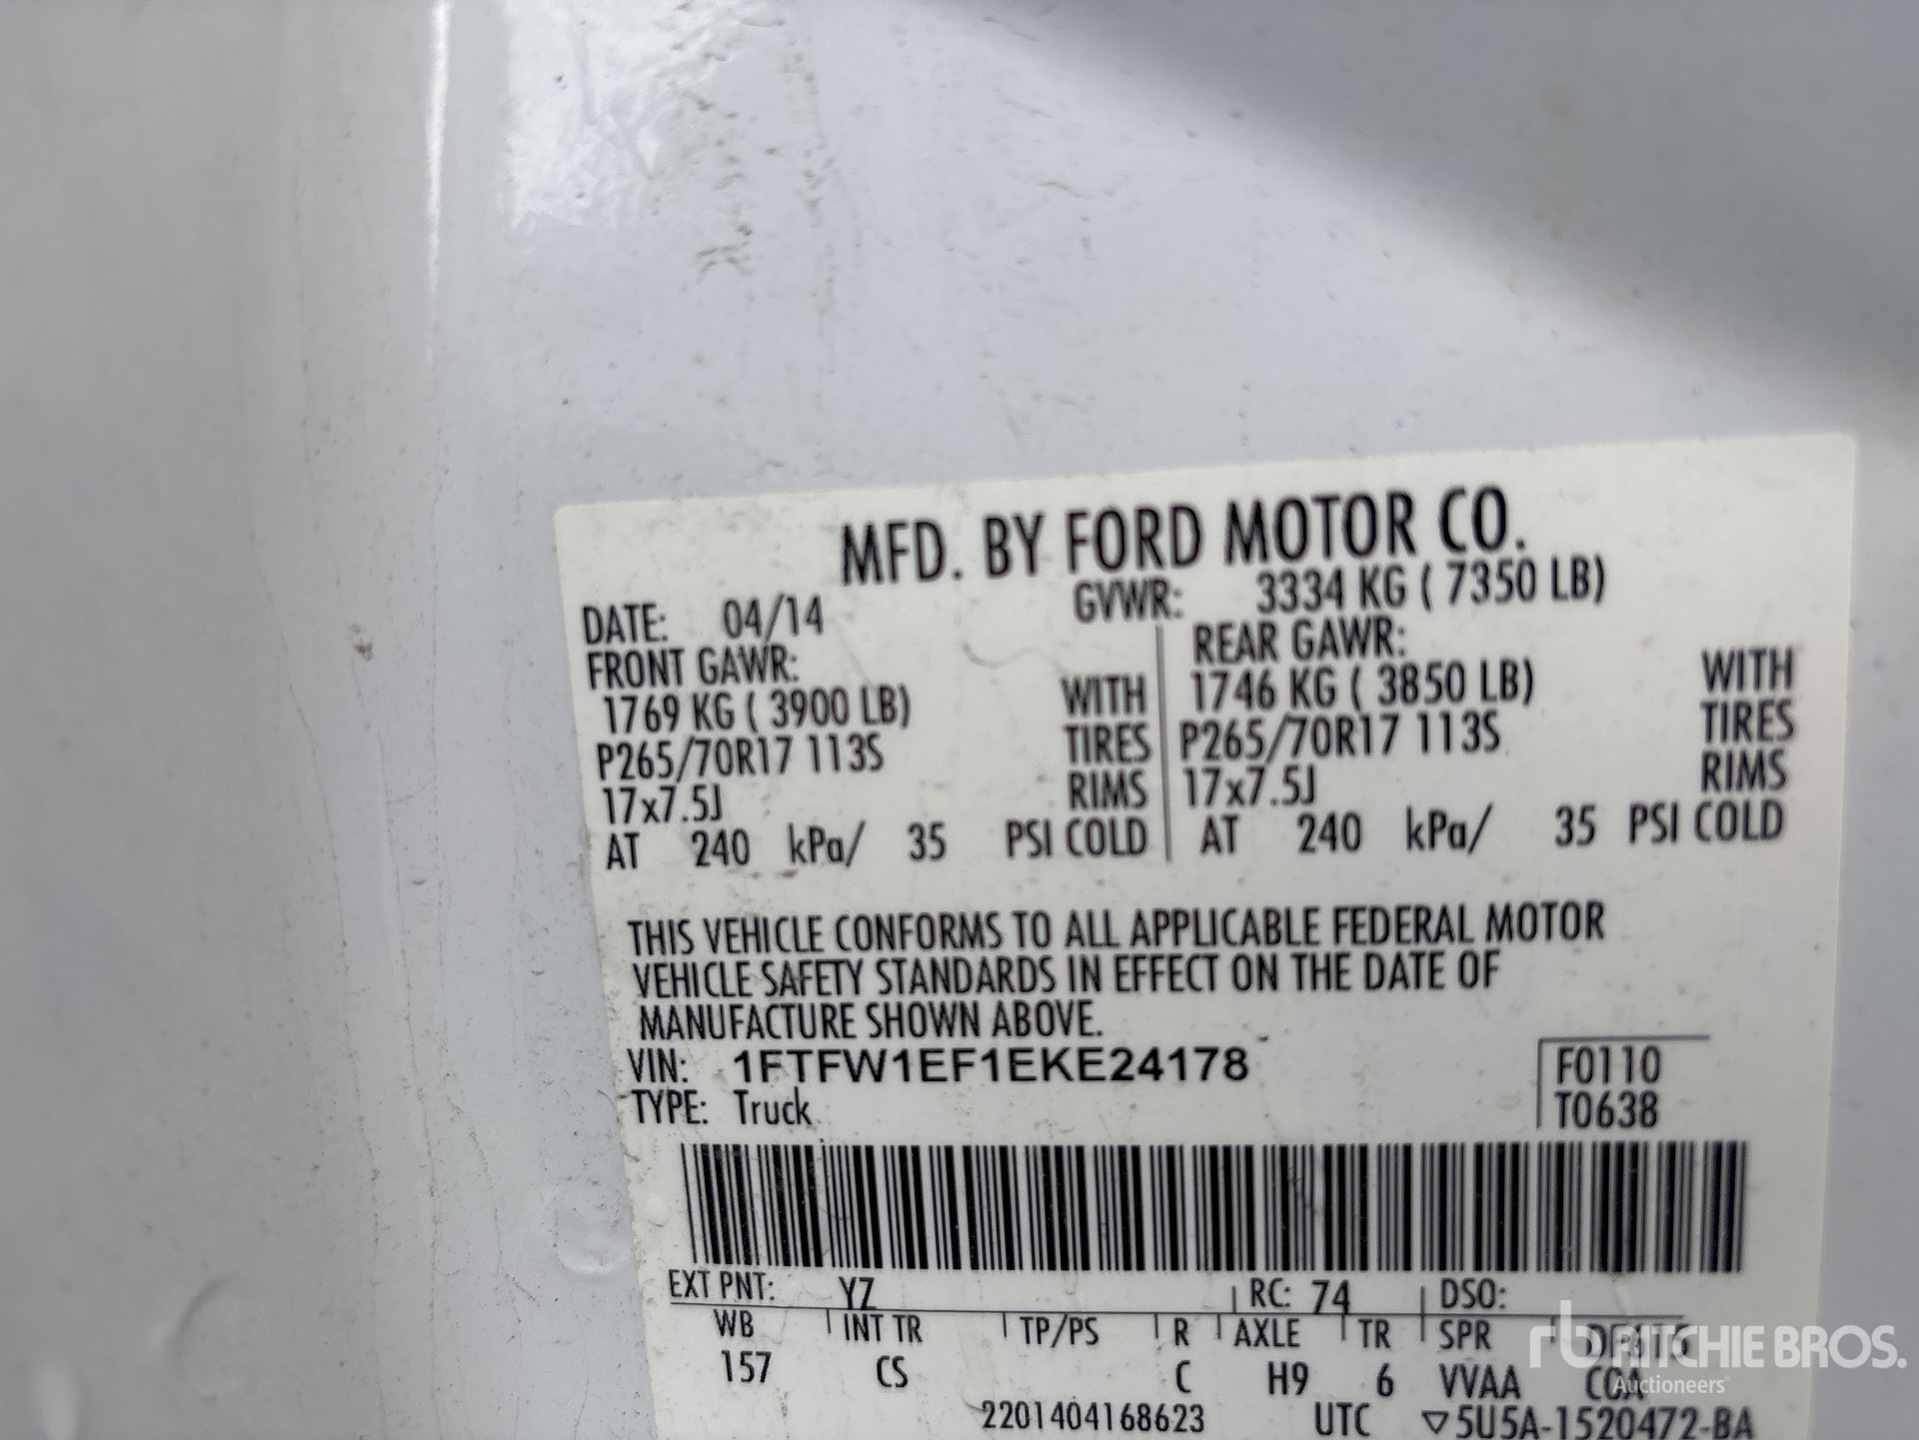 MFD. BY FORD MOTOR CO.
DATE: 04/14 GVWR: 3334 KG ( 7350 LB)
FRONT GAWR: REAR GAWR:
1769 KG ( 3900 LB) WITH 1746 KG ( 3850 LB) WITH
P265/70R17 113S TIRES P265/70R17 113S TIRES
17x7.5J RIMS 17x7.5J RIMS
AT 240 kPa/ 35 PSI COLD AT 240 kPa/ 35 PSI COLD
THIS VEHICLE CONFORMS TO ALL APPLICABLE FEDERAL MOTOR
VEHICLE SAFETY STANDARDS IN EFFECT ON THE DATE OF
MANUFACTURE SHOWN ABOVE.
VIN: 1FTFW1EF1EKE24178 F0110
TYPE: Truck T0638
EXT PNT: YZ RC: 74 DSO:
WB INT TR TP/PS R AXLE TR SPR
157 CS C H9 6 VVAA
2201404168623 UTC ▽5U5A-1520472-BA
rb RITCHIE BROS.
Auctioneers